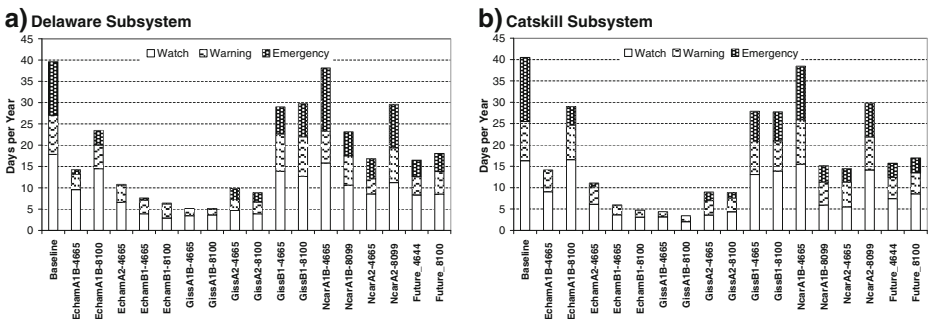 a) Delaware Subsystem
Days per Year
45
40
35
30
25
20
15
10
5
0
Watch Warning Emergency
Baseline
EchamA1B-4665
EchamA1B-8100
EchamA2-4665
EchamB1-4665
EchamB1-8100
GissA1B-4665
GissA1B-8100
GissA2-4665
GissA2-8100
GissB1-4665
GissB1-8100
NcarA1B-4665
NcarA1B-8099
NcarA2-4665
NcarA2-8099
Future_4644
Future_8100
b) Catskill Subsystem
Days per Year
45
40
35
30
25
20
15
10
5
0
Watch Warning Emergency
Baseline
EchamA1B-4665
EchamA1B-8100
EchamA2-4665
EchamB1-4665
EchamB1-8100
GissA1B-4665
GissA1B-8100
GissA2-4665
GissA2-8100
GissB1-4665
GissB1-8100
NcarA1B-4665
NcarA1B-8099
NcarA2-4665
NcarA2-8099
Future_4644
Future_8100